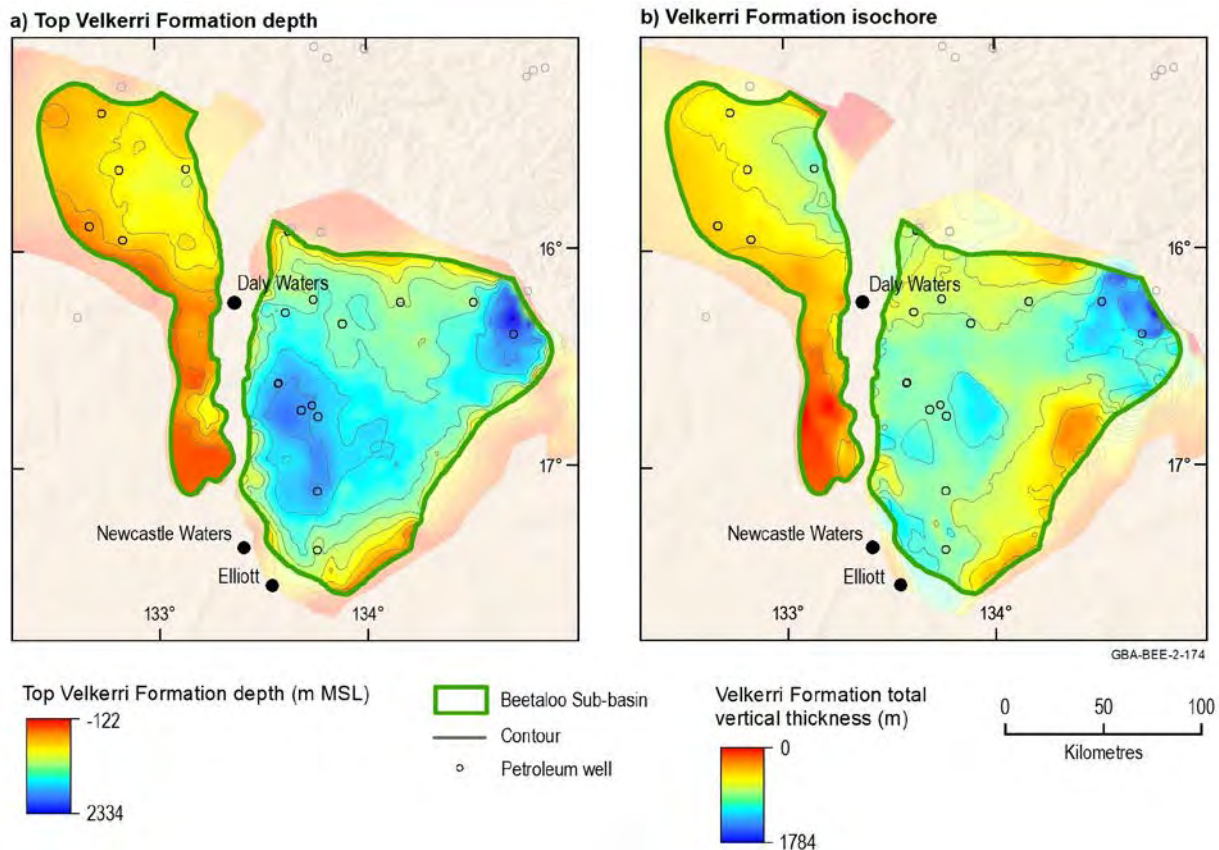 a) Top Velkerri Formation depth
b) Velkerri Formation isochore
16°
16°
Daly Waters
Daly Waters
17°
17°
Newcastle Waters
Newcastle Waters
Elliott
Elliott
133°
134°
133°
134°
GBA-BEE-2-174
Top Velkerri Formation depth (m MSL)
-122
2334
Beetaloo Sub-basin
Contour
Petroleum well
Velkerri Formation total
vertical thickness (m)
0
1784
0
50
100
Kilometres